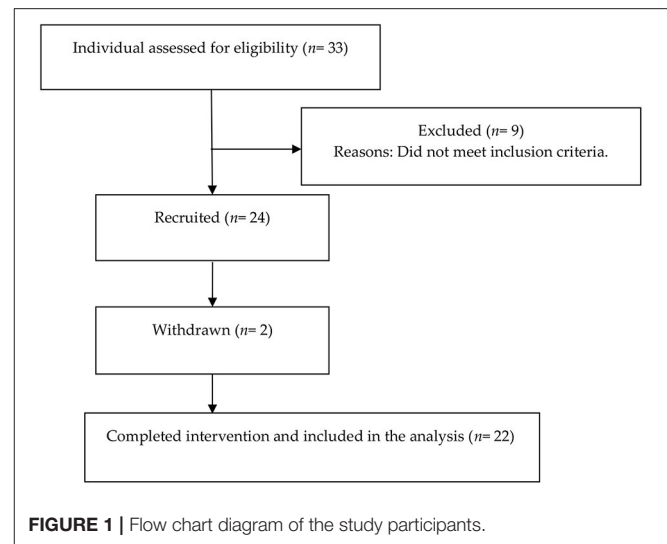 Individual assessed for eligibility (n= 33)
Excluded (n= 9)
Reasons: Did not meet inclusion criteria.
Recruited (n= 24)
Withdrawn (n= 2)
Completed intervention and included in the analysis (n= 22)
FIGURE 1 | Flow chart diagram of the study participants.